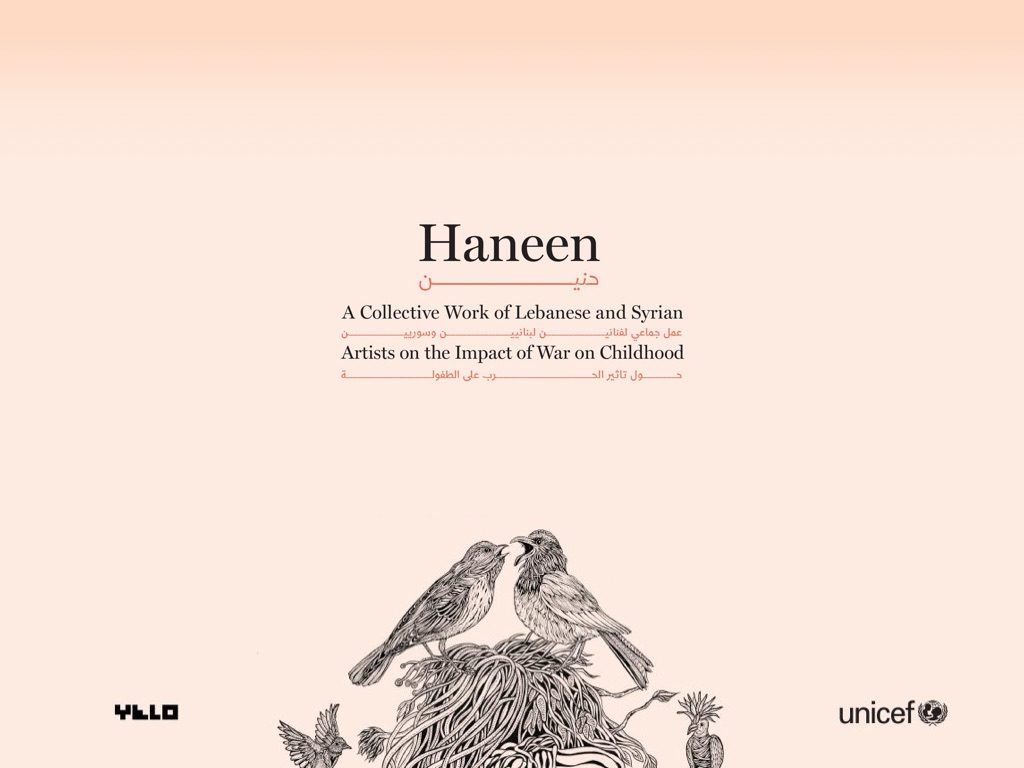 Haneen
حنين
A Collective Work of Lebanese and Syrian
عمل جماعي لفنانين لبنانيين وسوريين
Artists on the Impact of War on Childhood
حول تاثير الحرب على الطفولة
YELO
unicef